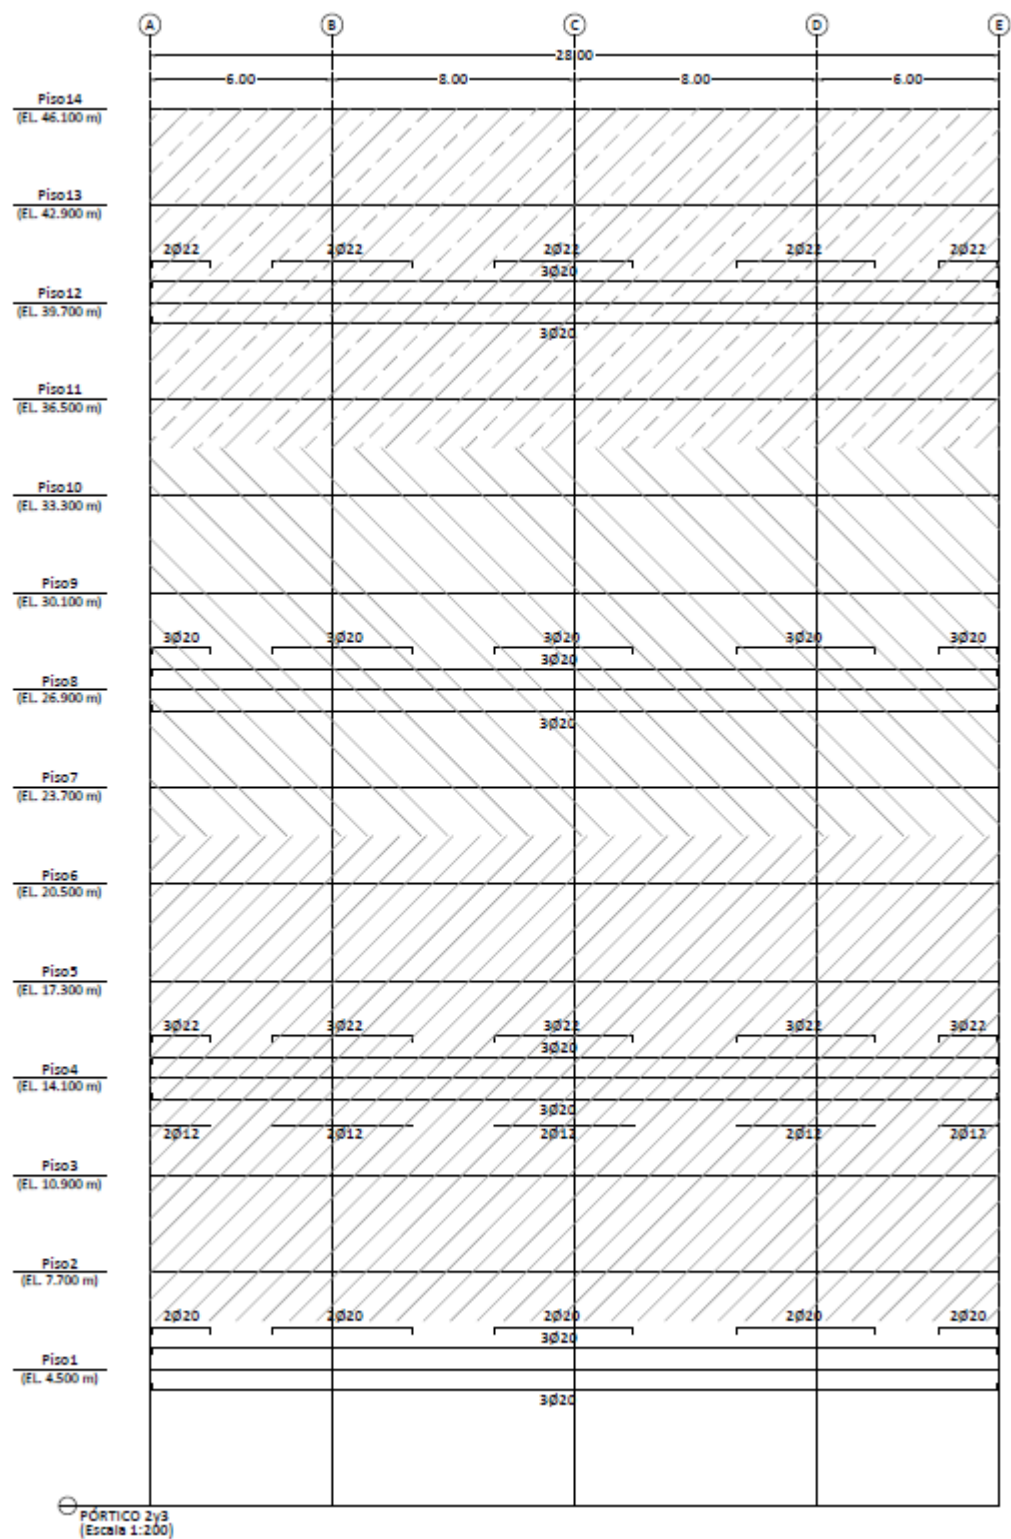 A B C D E
28.00
6.00 8.00 8.00 6.00
Piso14
(EL. 46.100 m)
Piso13
(EL. 42.900 m)
2Ø22 2Ø22 2Ø22 2Ø22 2Ø22
3Ø20
Piso12
(EL. 39.700 m)
3Ø20
Piso11
(EL. 36.500 m)
Piso10
(EL. 33.300 m)
Piso9
(EL. 30.100 m)
3Ø20 3Ø20 3Ø20 3Ø20 3Ø20
3Ø20
Piso8
(EL. 26.900 m)
3Ø20
Piso7
(EL. 23.700 m)
Piso6
(EL. 20.500 m)
Piso5
(EL. 17.300 m)
3Ø22 3Ø22 3Ø22 3Ø22 3Ø22
3Ø20
Piso4
(EL. 14.100 m)
3Ø20
2Ø12 2Ø12 2Ø12 2Ø12 2Ø12
Piso3
(EL. 10.900 m)
Piso2
(EL. 7.700 m)
2Ø20 2Ø20 2Ø20 2Ø20 2Ø20
3Ø20
Piso1
(EL. 4.500 m)
3Ø20
PÓRTICO 2y3
(Escala 1:200)